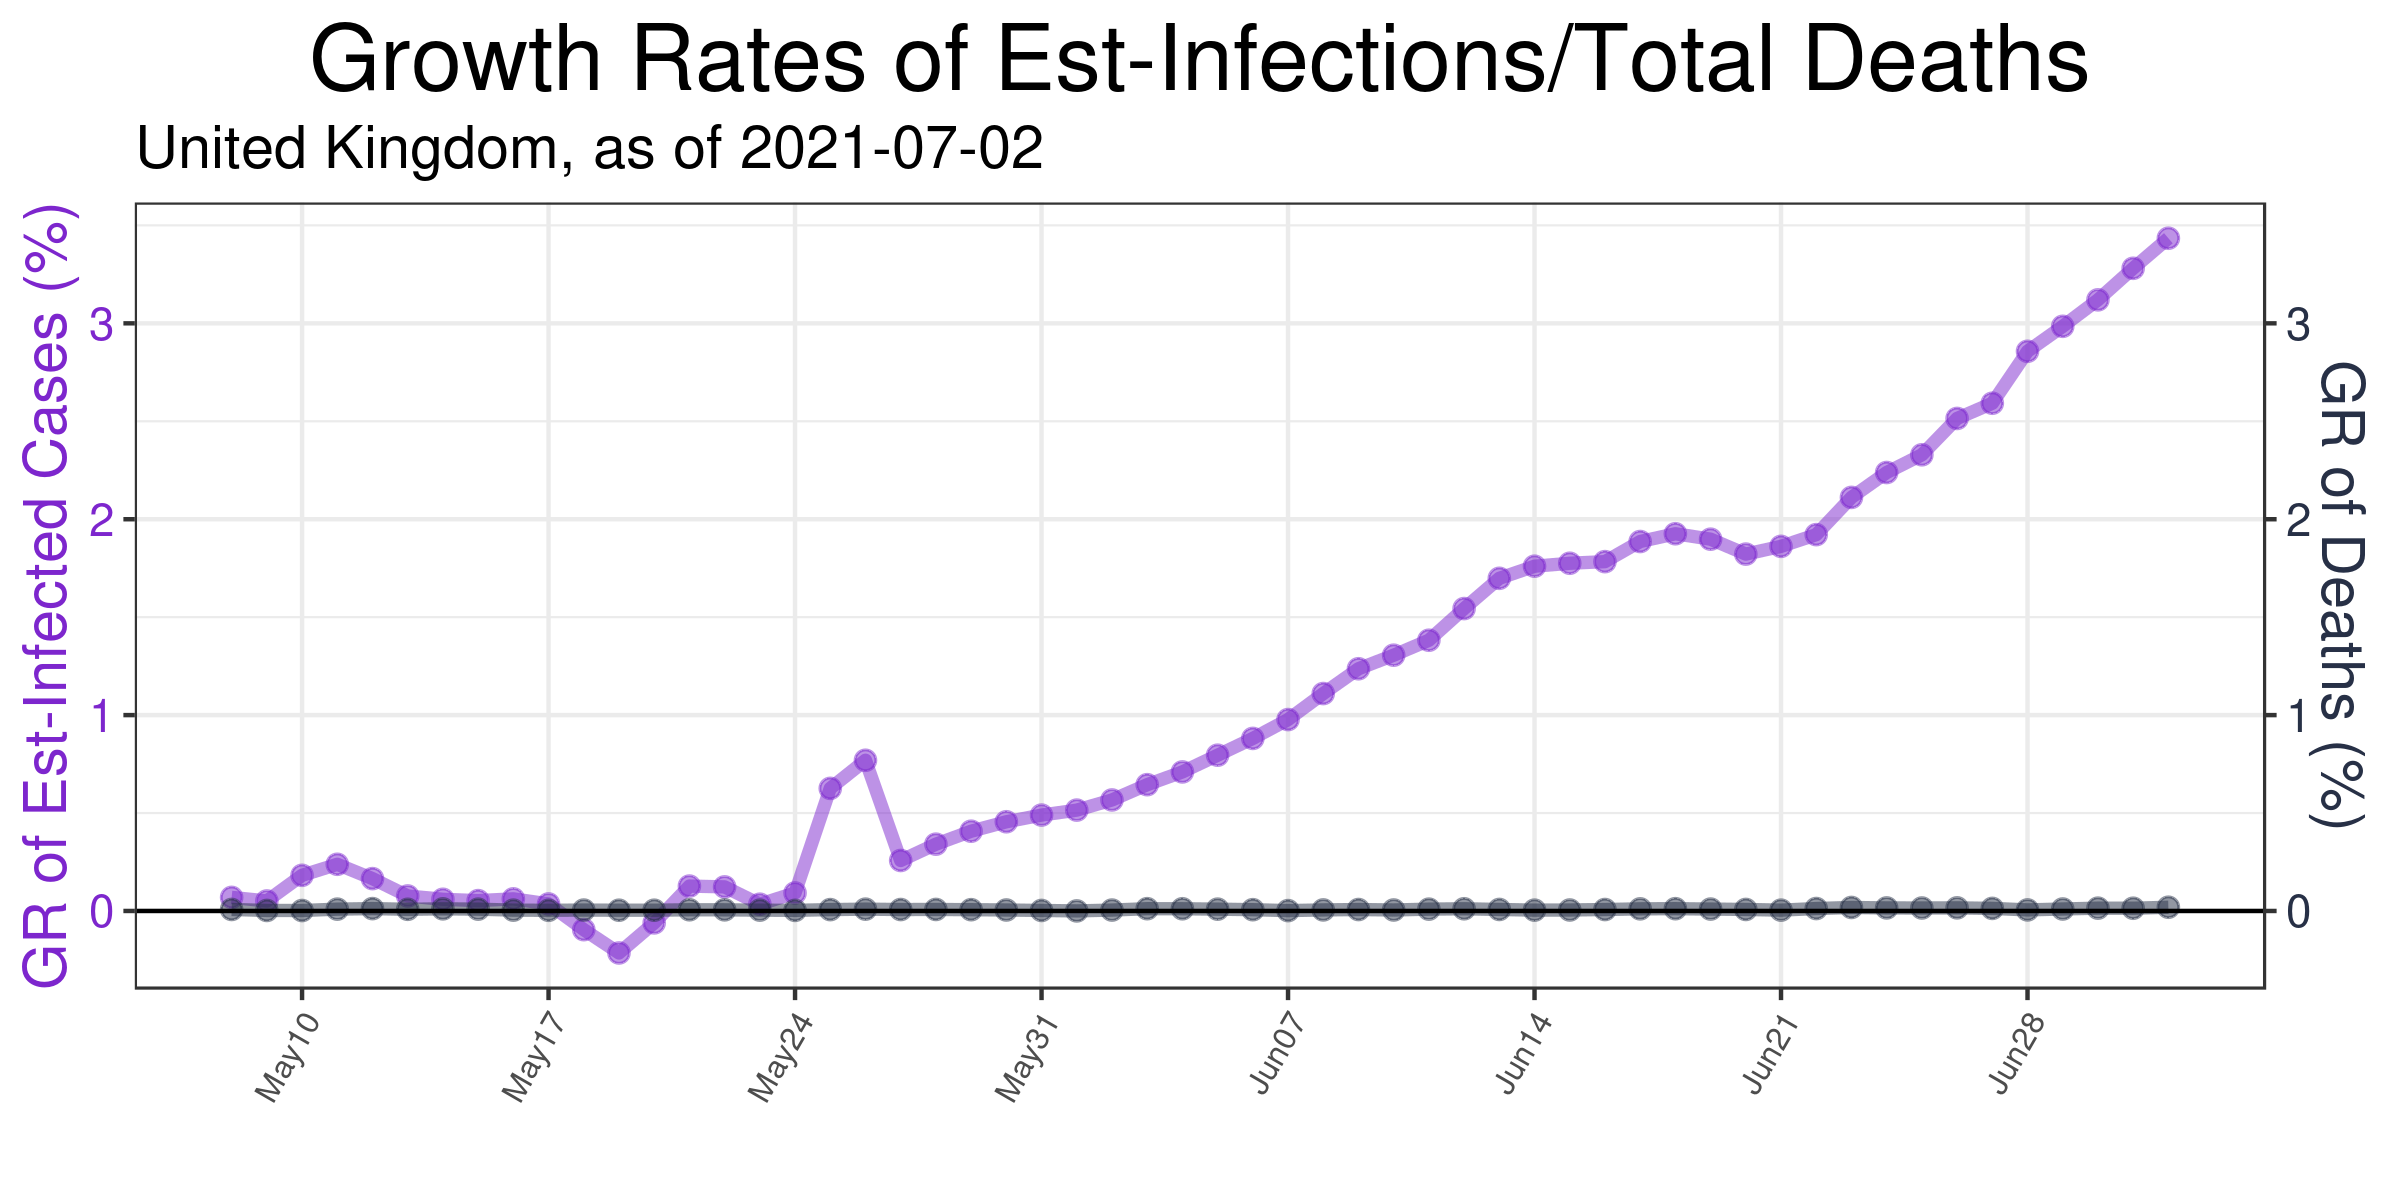 Growth Rates of Est-Infections/Total Deaths
United Kingdom, as of 2021-07-02
GR of Est-Infected Cases (%)
3
2
1
0
3
2
1
0
GR of Deaths (%)
May10
May17
May24
May31
Jun07
Jun14
Jun21
Jun28